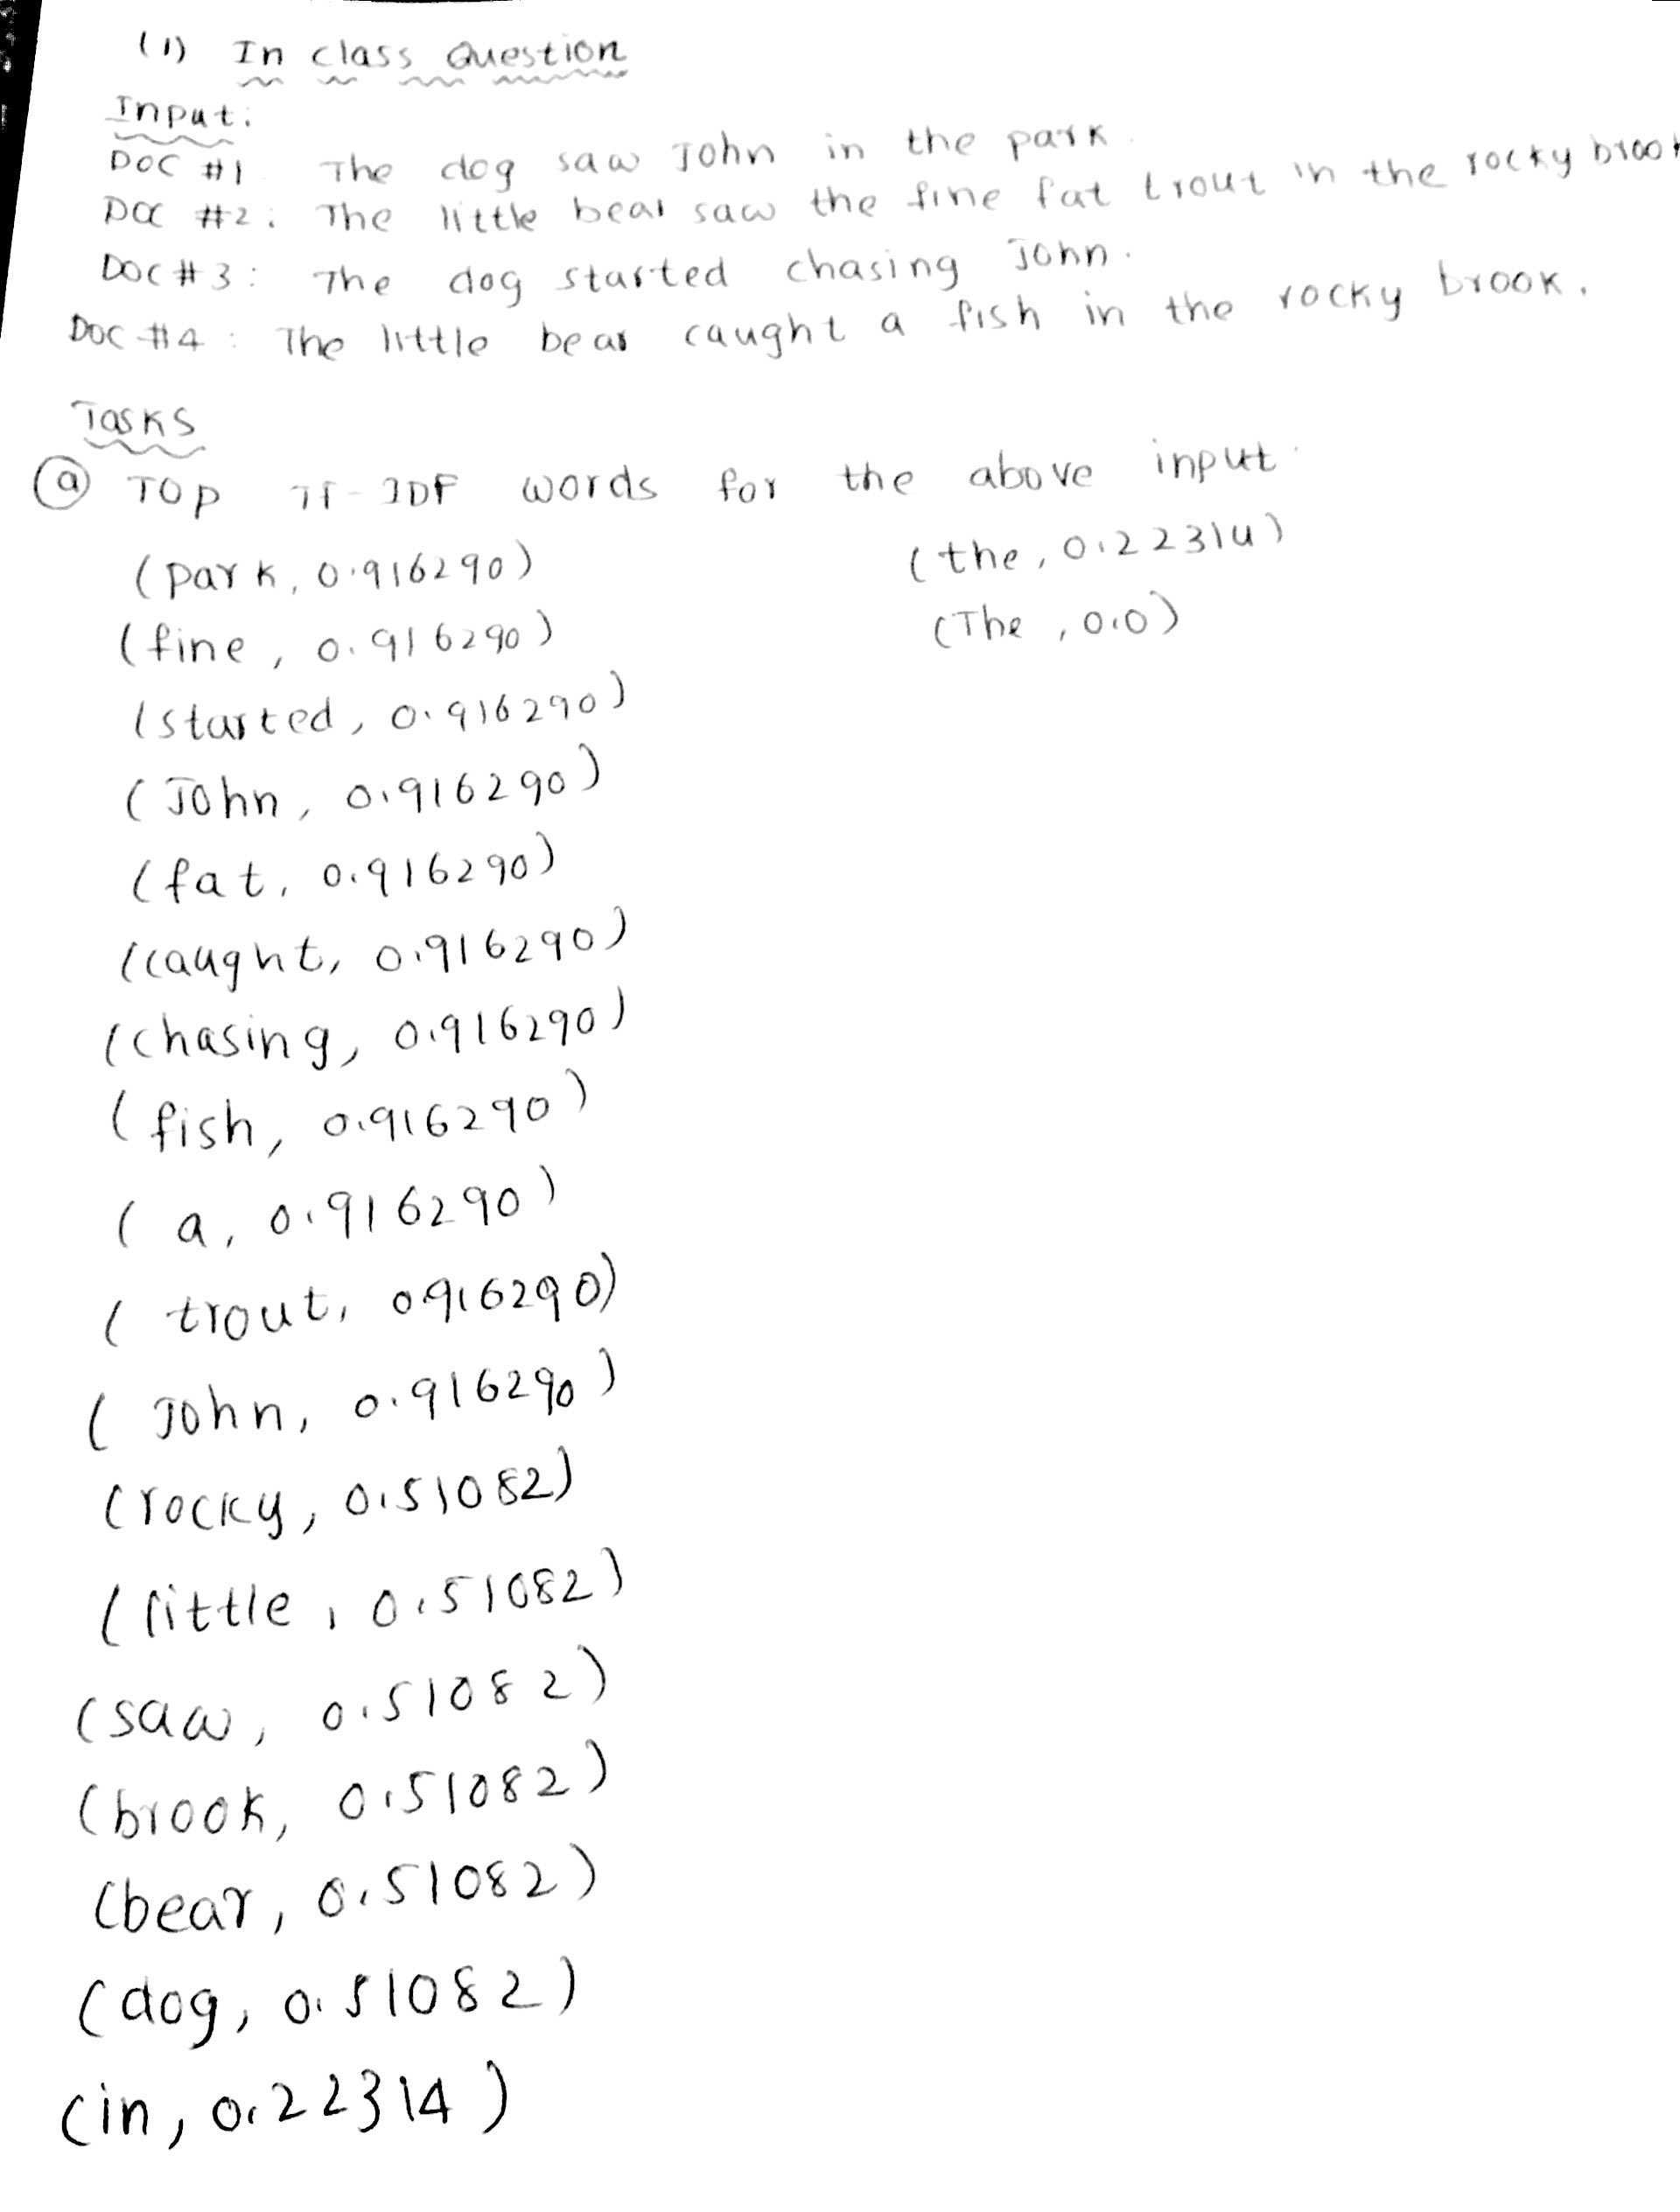 (1) In class Question
Input:
DOC #1 The dog saw John in the park.
DOC #2: The little bear saw the fine fat trout in the rocky brook
DOC #3: The dog started chasing John.
DOC #4: The little bear caught a fish in the rocky brook.
Tasks
(a) TOP TF-IDF words for the above input.
(park, 0.916290)
(fine, 0.916290)
(started, 0.916290)
(John, 0.916290)
(fat, 0.916290)
(caught, 0.916290)
(chasing, 0.916290)
(fish, 0.916290)
(a, 0.916290)
(trout, 0.916290)
(John, 0.916290)
(rocky, 0.51082)
(little, 0.51082)
(saw, 0.51082)
(brook, 0.51082)
(bear, 0.51082)
(dog, 0.51082)
(in, 0.22314)
(the, 0.22314)
(The, 0.0)